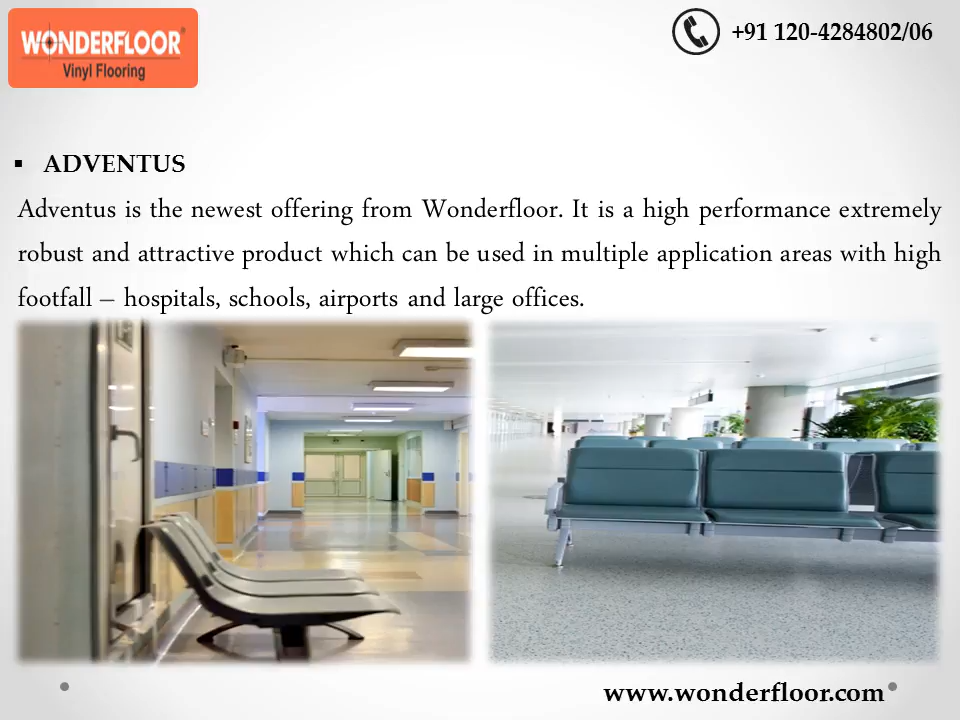 WONDERFLOOR®
Vinyl Flooring
+91 120-4284802/06
▪ ADVENTUS
Adventus is the newest offering from Wonderfloor. It is a high performance extremely
robust and attractive product which can be used in multiple application areas with high
footfall – hospitals, schools, airports and large offices.
www.wonderfloor.com